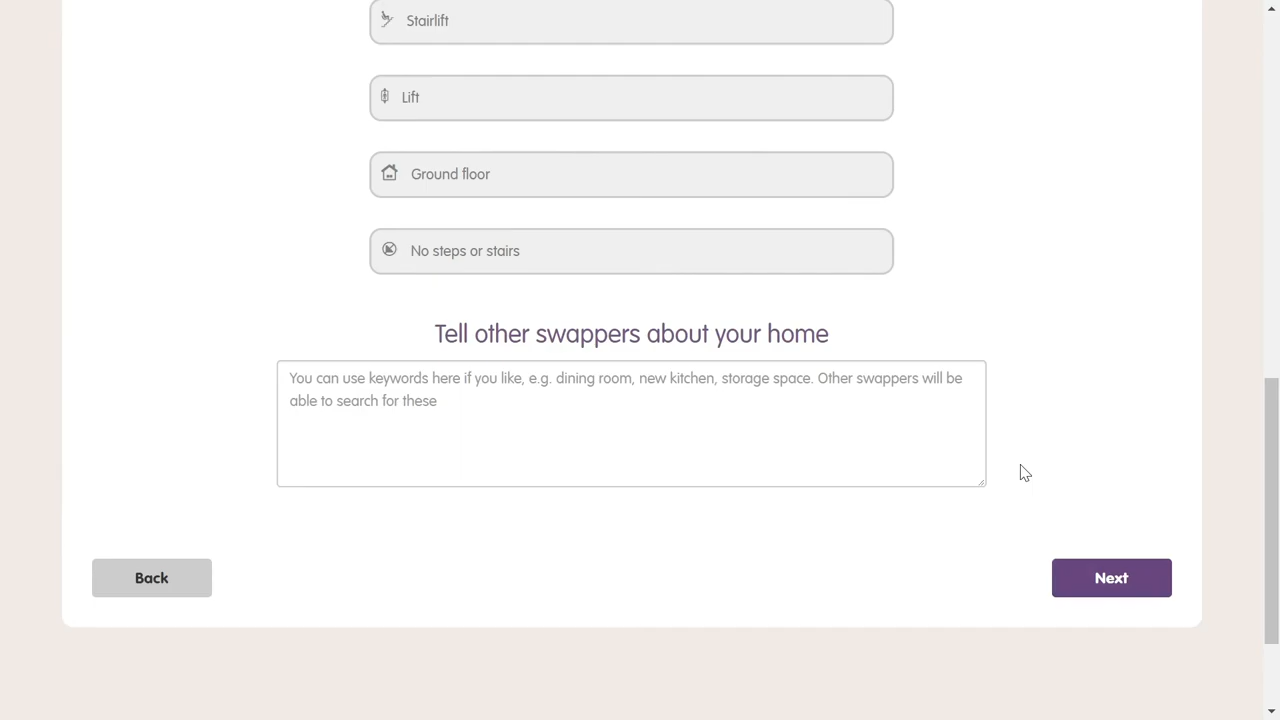 Stairlift
Lift
Ground floor
No steps or stairs
Tell other swappers about your home
You can use keywords here if you like, e.g. dining room, new kitchen, storage space. Other swappers will be
able to search for these
Back
Next